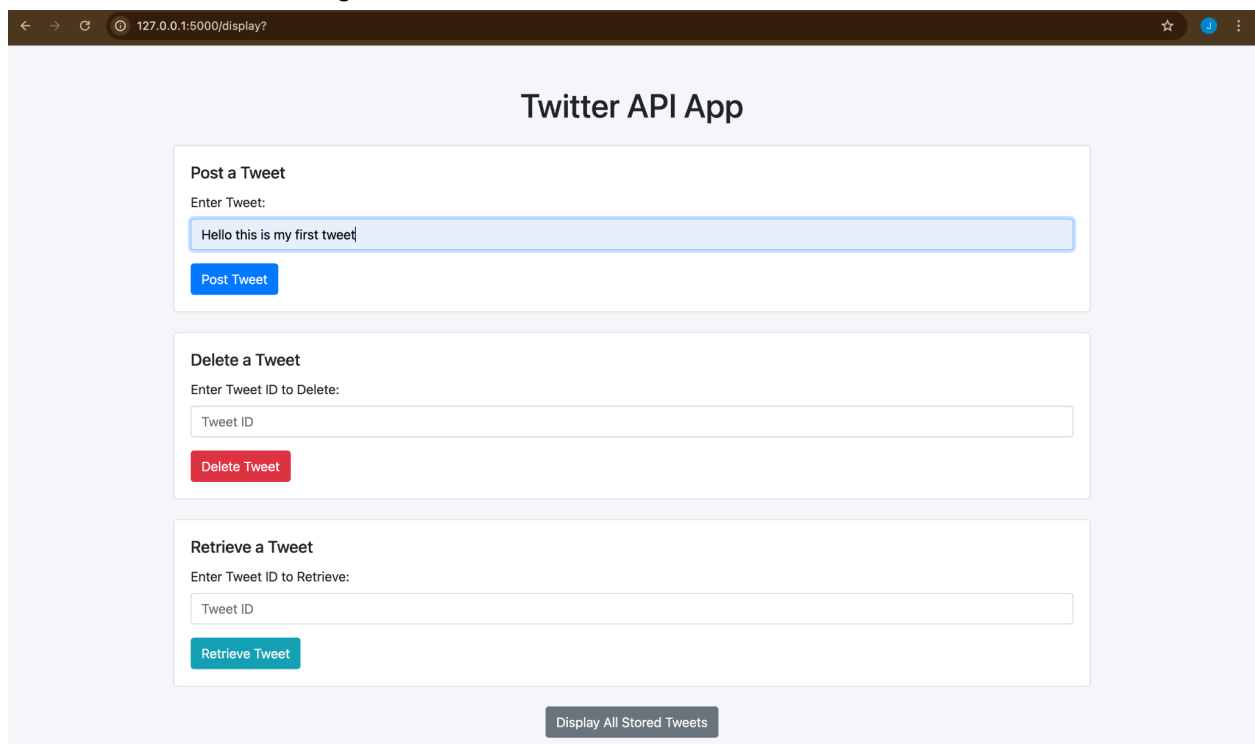 127.0.0.1:5000/display?
J
Twitter API App
Post a Tweet
Enter Tweet:
Hello this is my first tweet
Post Tweet
Delete a Tweet
Enter Tweet ID to Delete:
Tweet ID
Delete Tweet
Retrieve a Tweet
Enter Tweet ID to Retrieve:
Tweet ID
Retrieve Tweet
Display All Stored Tweets